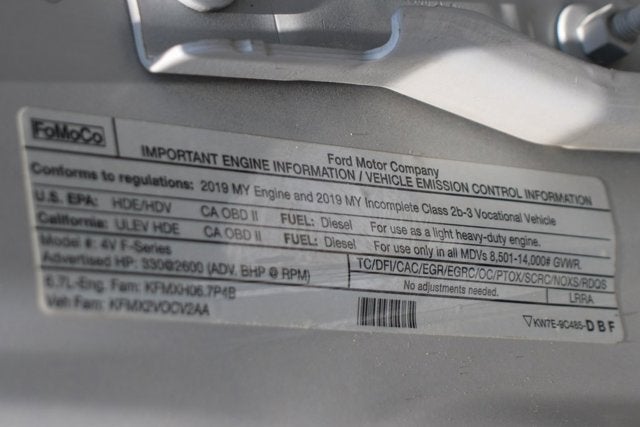 FoMoCo
Ford Motor Company
IMPORTANT ENGINE INFORMATION / VEHICLE EMISSION CONTROL INFORMATION
Conforms to regulations: 2019 MY Engine and 2019 MY Incomplete Class 2b-3 Vocational Vehicle
U.S. EPA: HDE/HDV CA OBD II FUEL: Diesel For use as a light heavy-duty engine.
California: ULEV HDE CA OBD II FUEL: Diesel For use only in all MDVs 8,501-14,000# GVWR.
Model #: 4V F-Series
Advertised HP: 330@2600 (ADV. BHP @ RPM)
TC/DFI/CAC/EGR/EGRC/OC/PTOX/SCRC/NOXS/RDQS
6.7L-Eng. Fam: KFMXH06.7P4B
No adjustments needed. LRRA
Veh Fam: KFMX2VOCV2AA
KW7E-9C485-DBF